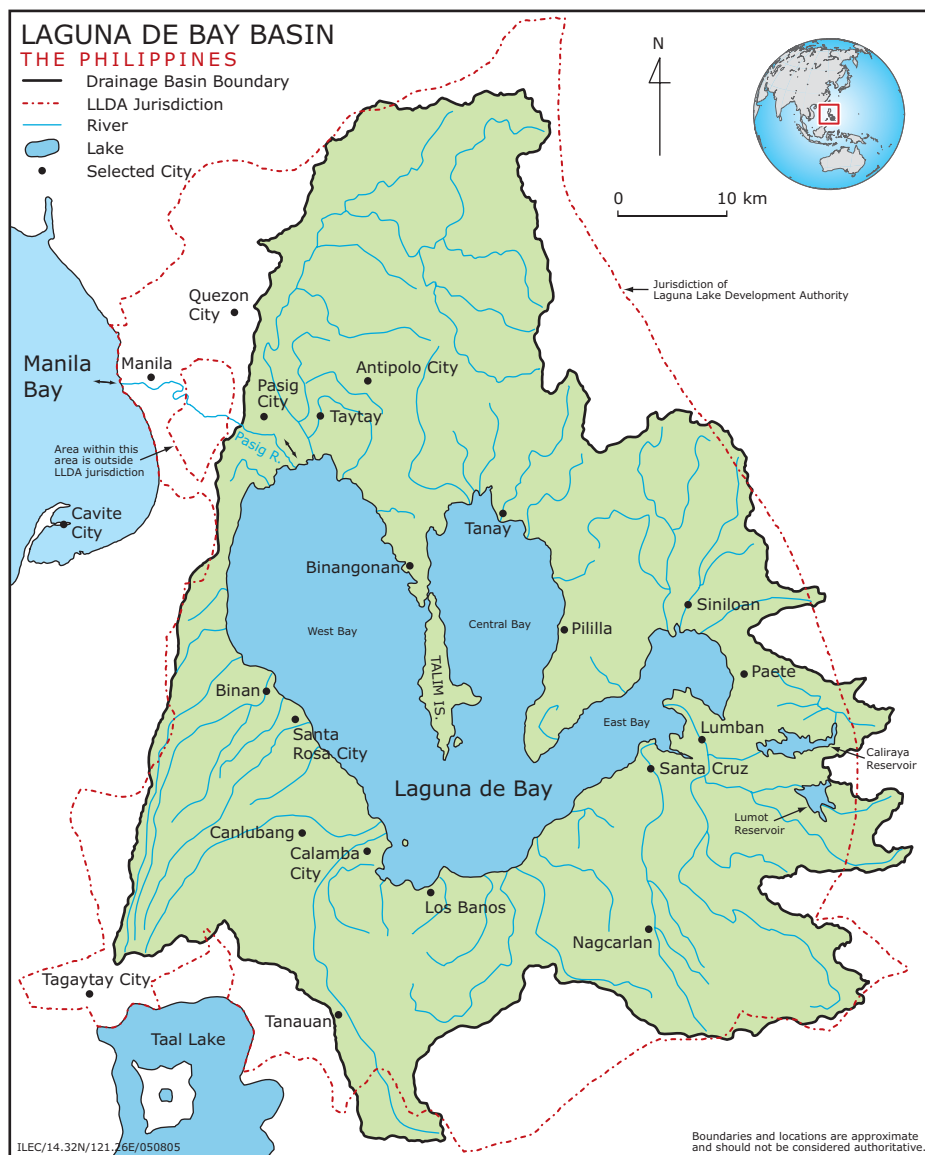 LAGUNA DE BAY BASIN
THE PHILIPPINES
Drainage Basin Boundary
LLDA Jurisdiction
River
Lake
Selected City
N
0
10 km
Jurisdiction of
Laguna Lake Development Authority
Quezon
City
Manila
Bay
Manila
Antipolo City
Pasig
City
Taytay
Pasig R.
Area within this
area is outside
LLDA jurisdiction
Cavite
City
Tanay
Binangonan
Siniloan
West Bay
Central Bay
Pililla
TALIM IS.
Paete
Binan
East Bay
Santa
Rosa City
Lumban
Caliraya
Reservoir
Santa Cruz
Laguna de Bay
Lumot
Reservoir
Canlubang
Calamba
City
Los Banos
Nagcarlan
Tagaytay City
Tanauan
Taal Lake
ILEC/14.32N/121.26E/050805
Boundaries and locations are approximate
and should not be considered authoritative.